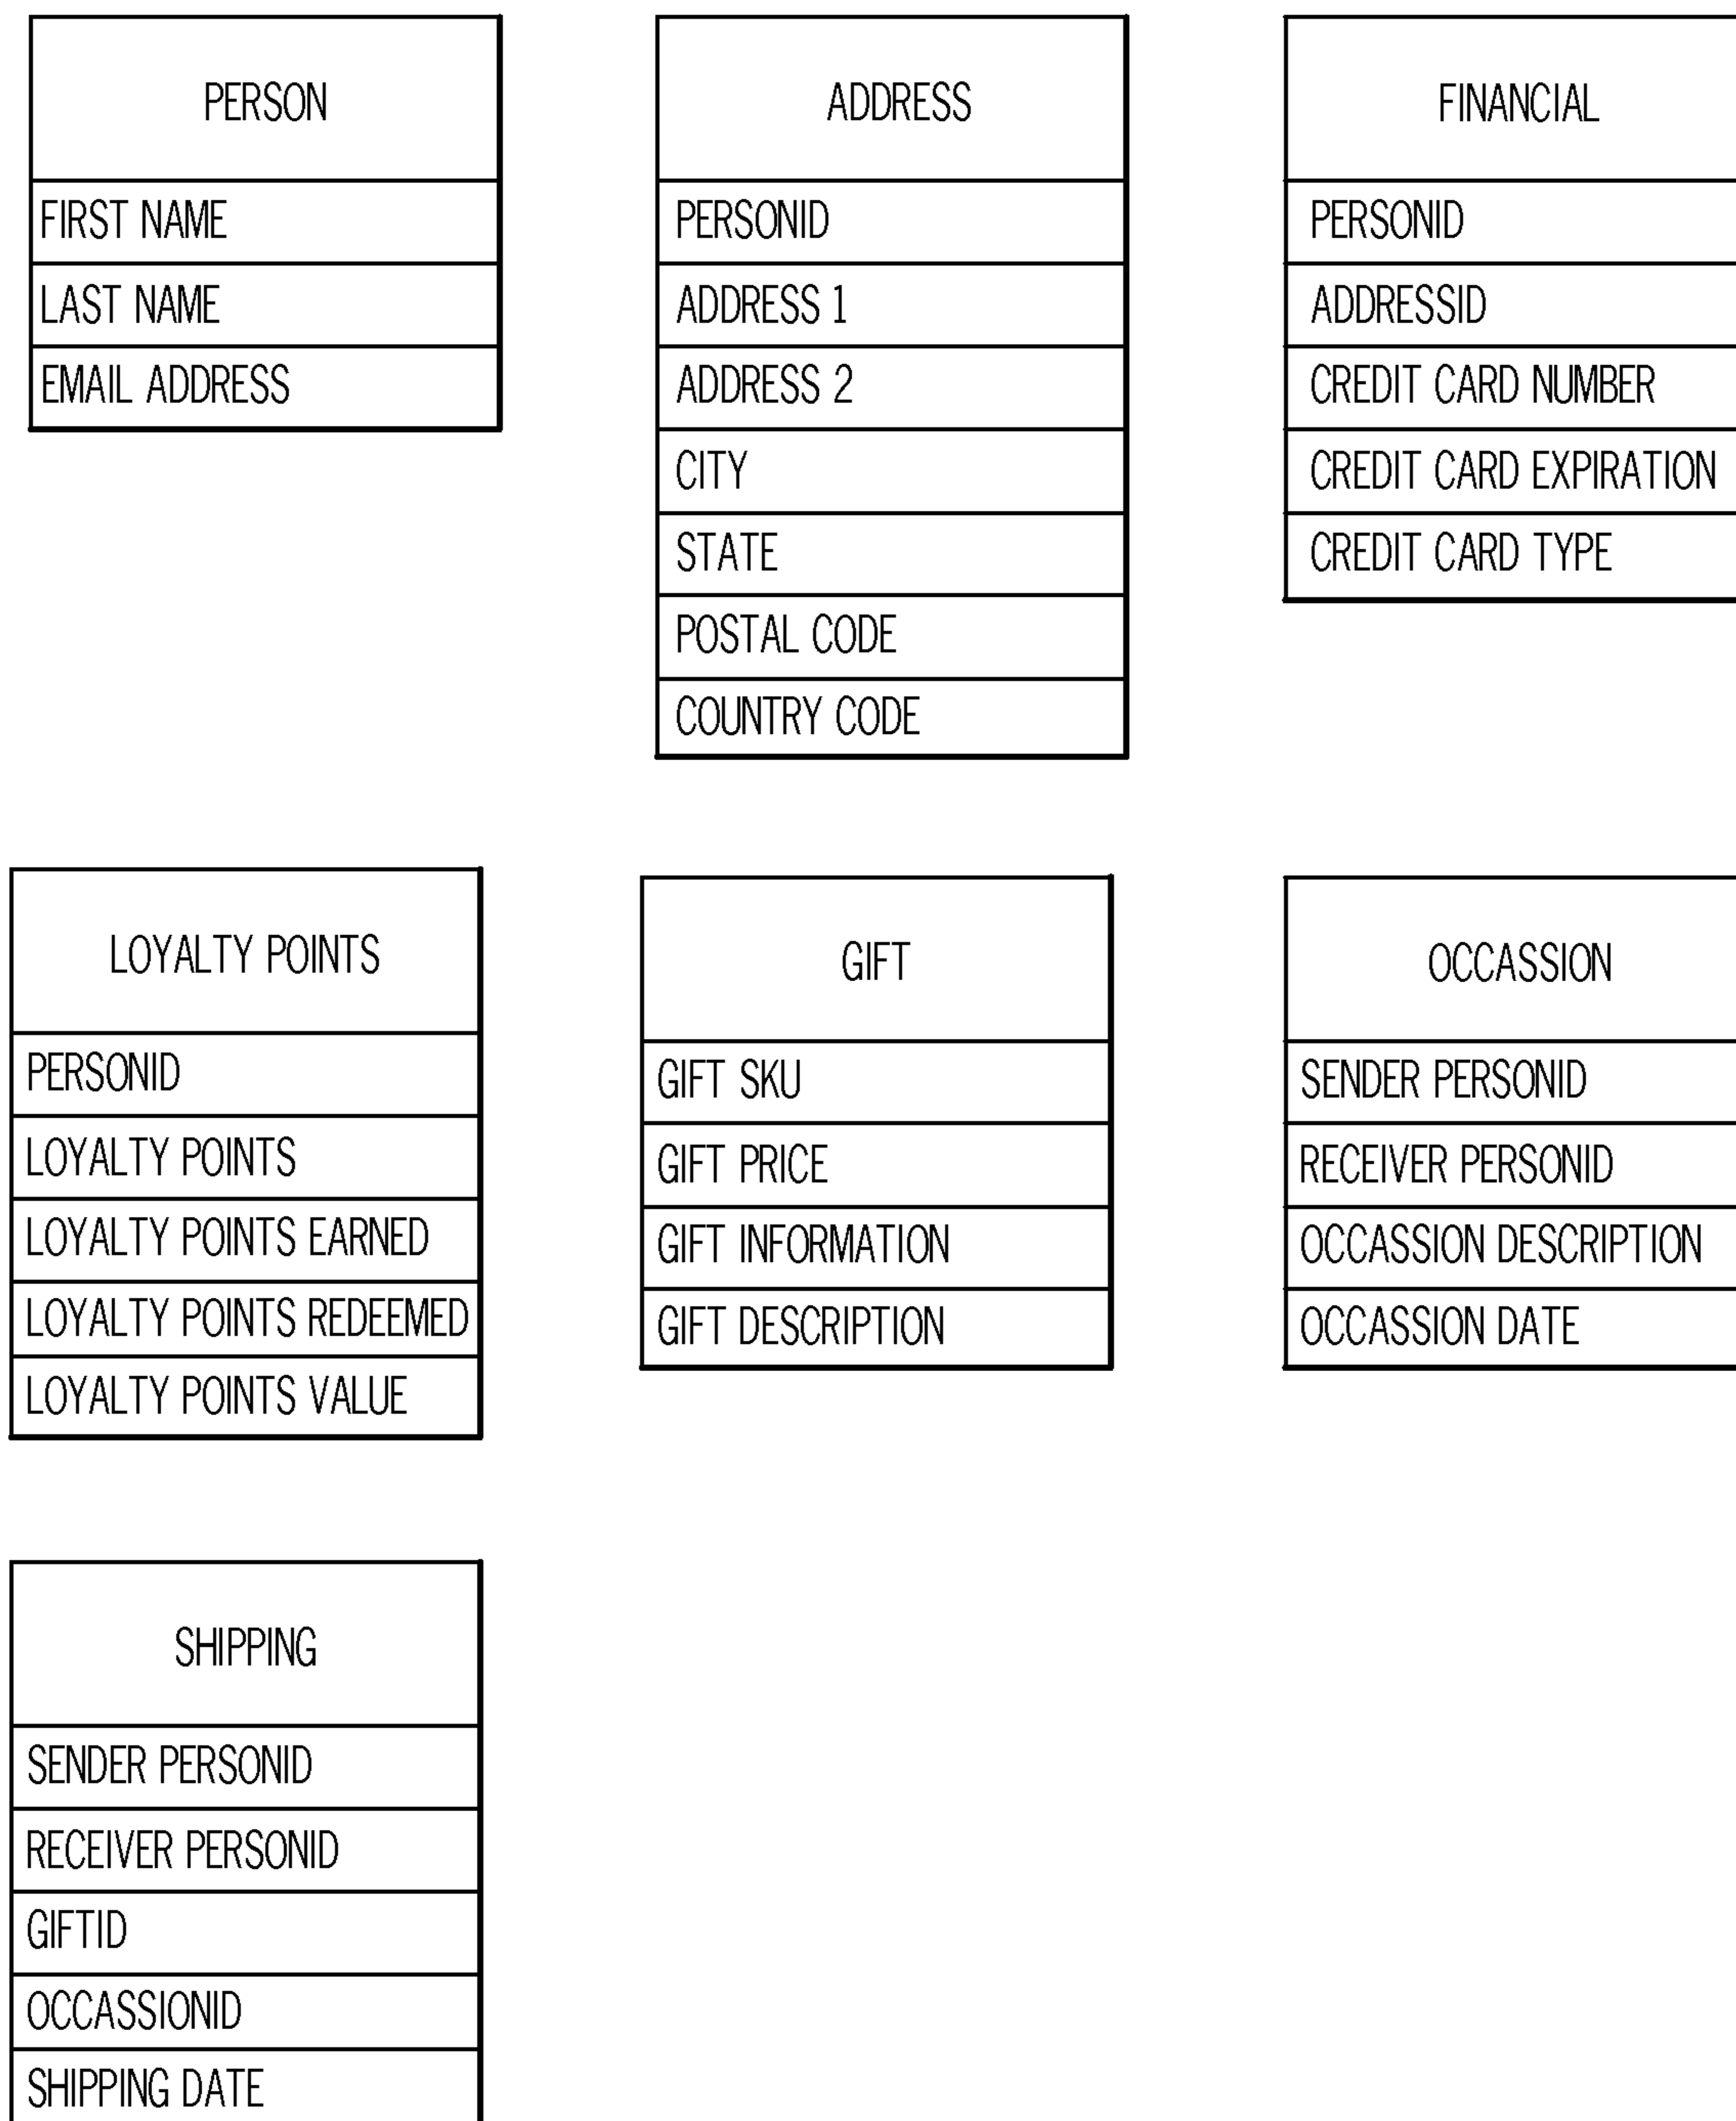 PERSON
FIRST NAME
LAST NAME
EMAIL ADDRESS
ADDRESS
PERSONID
ADDRESS 1
ADDRESS 2
CITY
STATE
POSTAL CODE
COUNTRY CODE
FINANCIAL
PERSONID
ADDRESSID
CREDIT CARD NUMBER
CREDIT CARD EXPIRATION
CREDIT CARD TYPE
LOYALTY POINTS
PERSONID
LOYALTY POINTS
LOYALTY POINTS EARNED
LOYALTY POINTS REDEEMED
LOYALTY POINTS VALUE
GIFT
GIFT SKU
GIFT PRICE
GIFT INFORMATION
GIFT DESCRIPTION
OCCASSION
SENDER PERSONID
RECEIVER PERSONID
OCCASSION DESCRIPTION
OCCASSION DATE
SHIPPING
SENDER PERSONID
RECEIVER PERSONID
GIFTID
OCCASSIONID
SHIPPING DATE